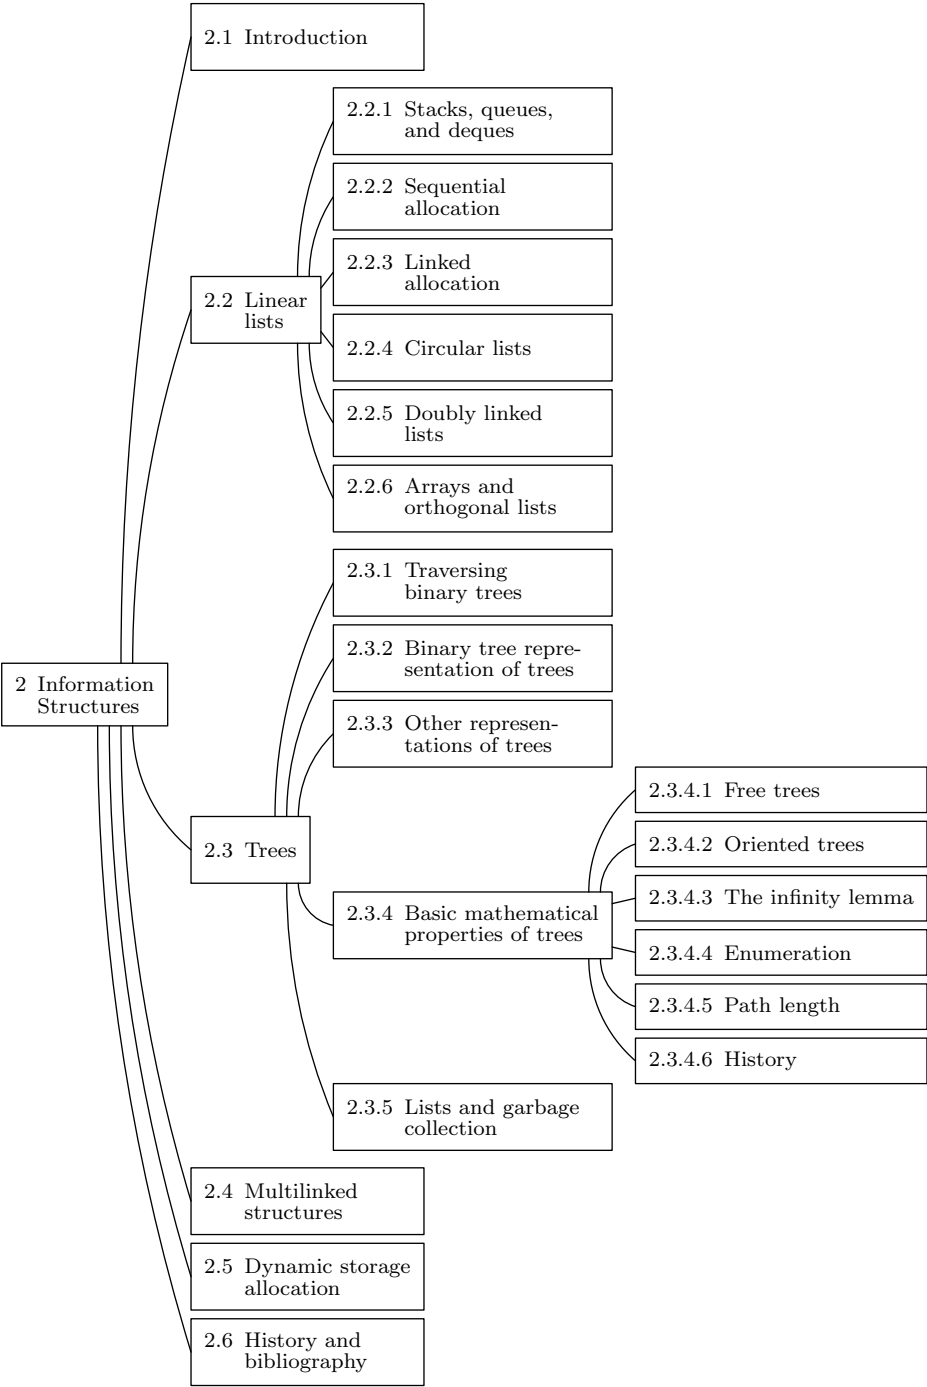 2.1 Introduction
2.2.1 Stacks, queues,
and deques
2.2.2 Sequential
allocation
2.2.3 Linked
allocation
2.2 Linear
lists
2.2.4 Circular lists
2.2.5 Doubly linked
lists
2.2.6 Arrays and
orthogonal lists
2.3.1 Traversing
binary trees
2.3.2 Binary tree repre-
sentation of trees
2 Information
Structures
2.3.3 Other represen-
tations of trees
2.3.4.1 Free trees
2.3.4.2 Oriented trees
2.3 Trees
2.3.4.3 The infinity lemma
2.3.4 Basic mathematical
properties of trees
2.3.4.4 Enumeration
2.3.4.5 Path length
2.3.4.6 History
2.3.5 Lists and garbage
collection
2.4 Multilinked
structures
2.5 Dynamic storage
allocation
2.6 History and
bibliography